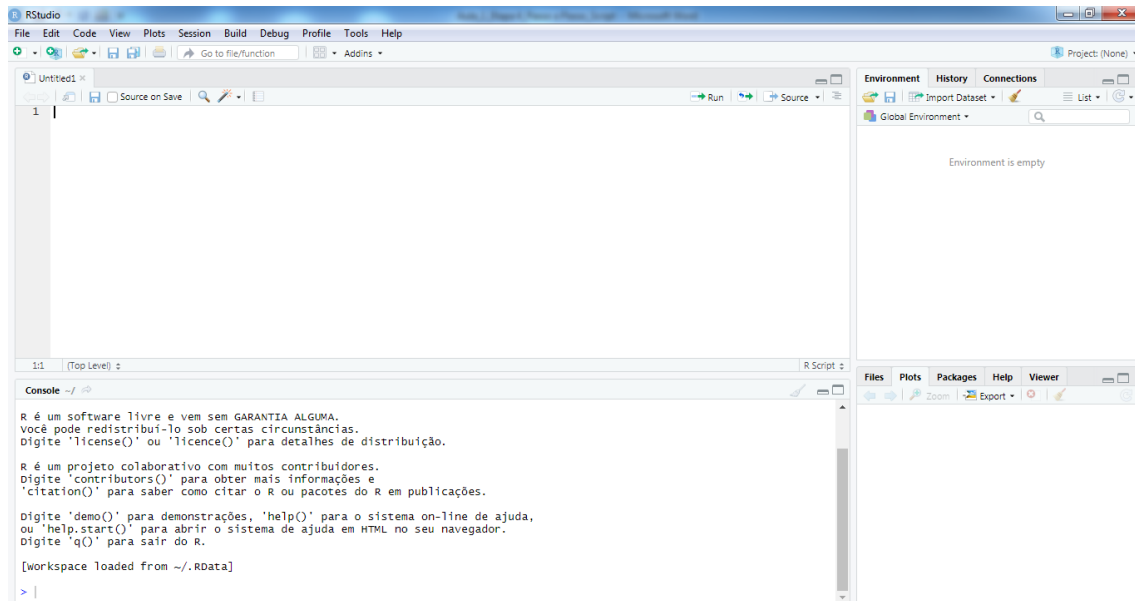 RStudio
File Edit Code View Plots Session Build Debug Profile Tools Help
Go to file/function Addins Project: (None)
Untitled1
Source on Save Run Source
1
1:1 (Top Level) R Script
Console ~/
R é um software livre e vem sem GARANTIA ALGUMA.
Você pode redistribuí-lo sob certas circunstâncias.
Digite 'license()' ou 'licence()' para detalhes de distribuição.
R é um projeto colaborativo com muitos contribuidores.
Digite 'contributors()' para obter mais informações e
'citation()' para saber como citar o R ou pacotes do R em publicações.
Digite 'demo()' para demonstrações, 'help()' para o sistema on-line de ajuda,
ou 'help.start()' para abrir o sistema de ajuda em HTML no seu navegador.
Digite 'q()' para sair do R.
[Workspace loaded from ~/.RData]
>
Environment History Connections
Import Dataset List
Global Environment
Environment is empty
Files Plots Packages Help Viewer
Zoom Export